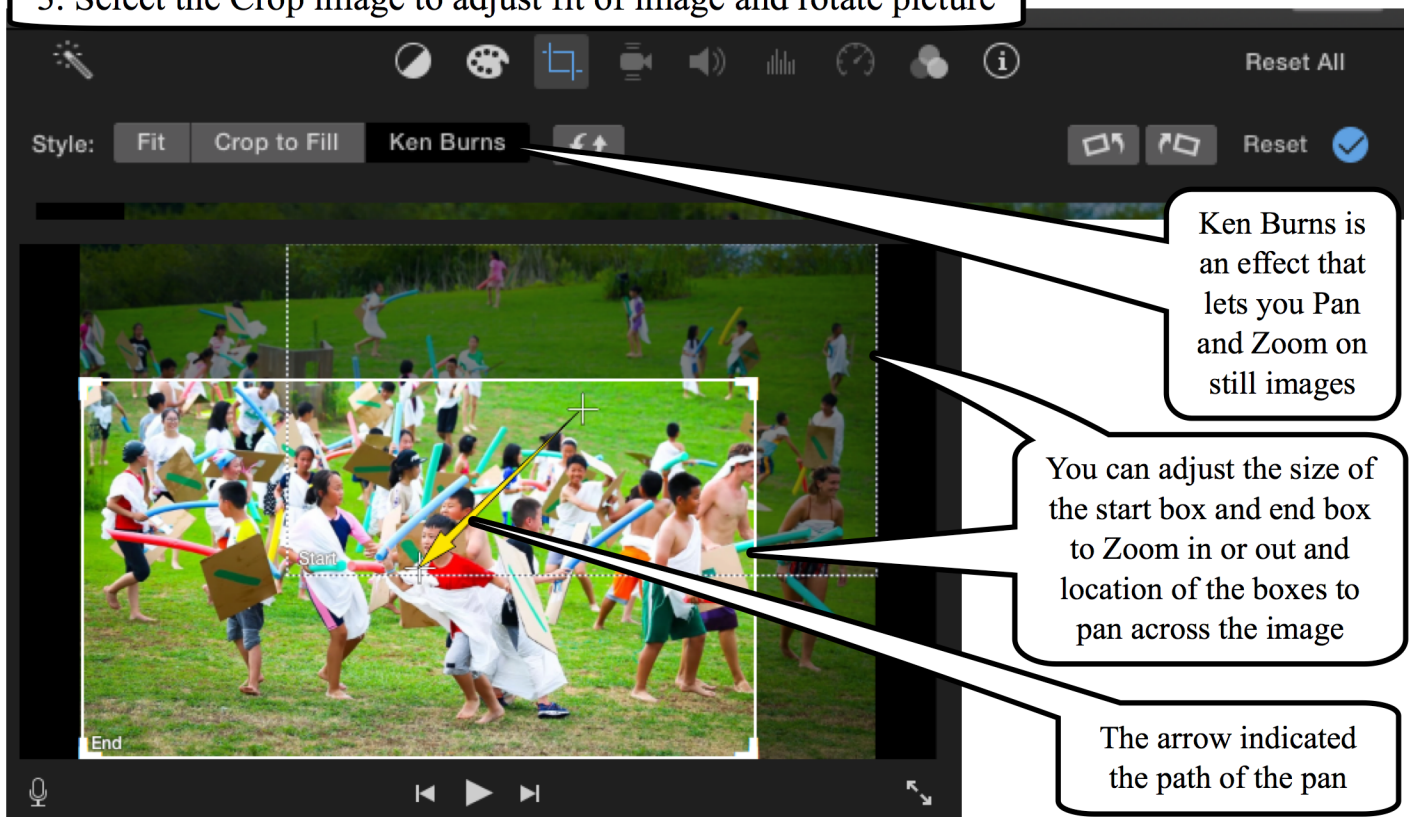 3. Select the Crop image to adjust fit of image and rotate picture
Reset All
Style: Fit Crop to Fill Ken Burns Reset
Ken Burns is
an effect that
lets you Pan
and Zoom on
still images
You can adjust the size of
the start box and end box
to Zoom in or out and
location of the boxes to
pan across the image
Start
End
The arrow indicated
the path of the pan